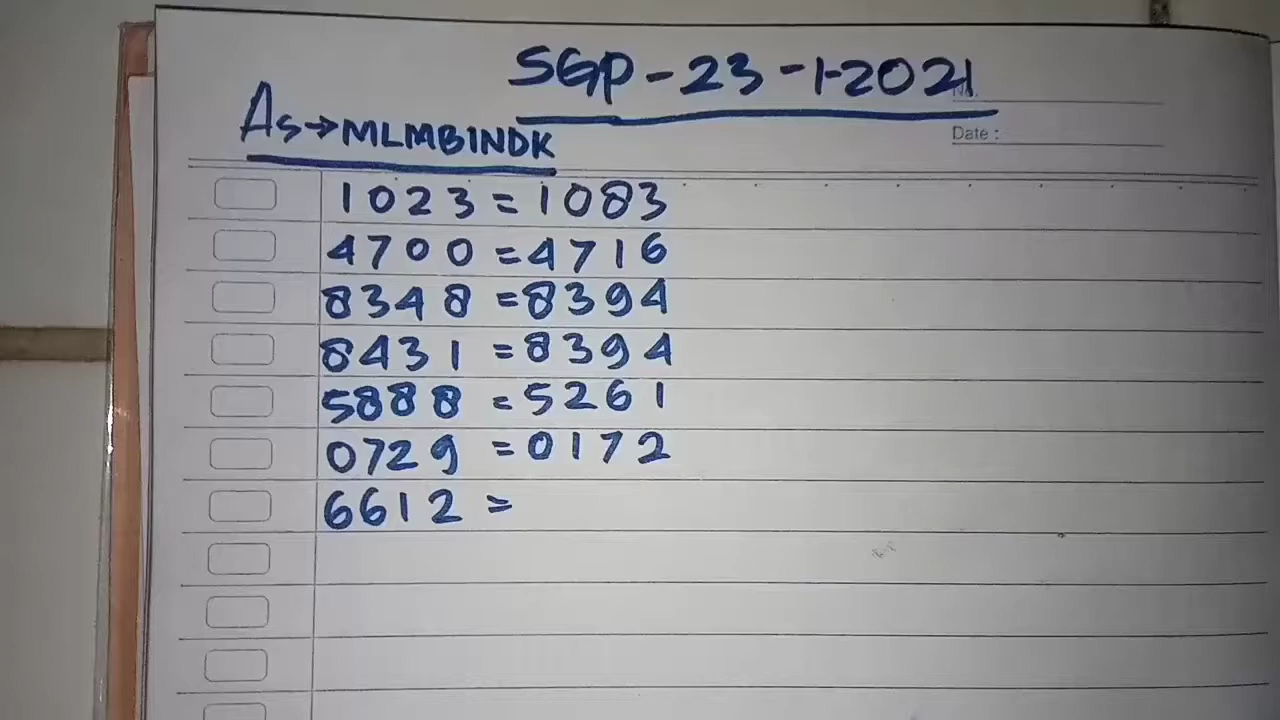 SGP - 23 - 1-2021
As → MLMBINDK
Date :
1023 = 1083
4700 = 4716
8348 = 8394
8431 = 8394
5888 = 5261
0729 = 0172
6612 =